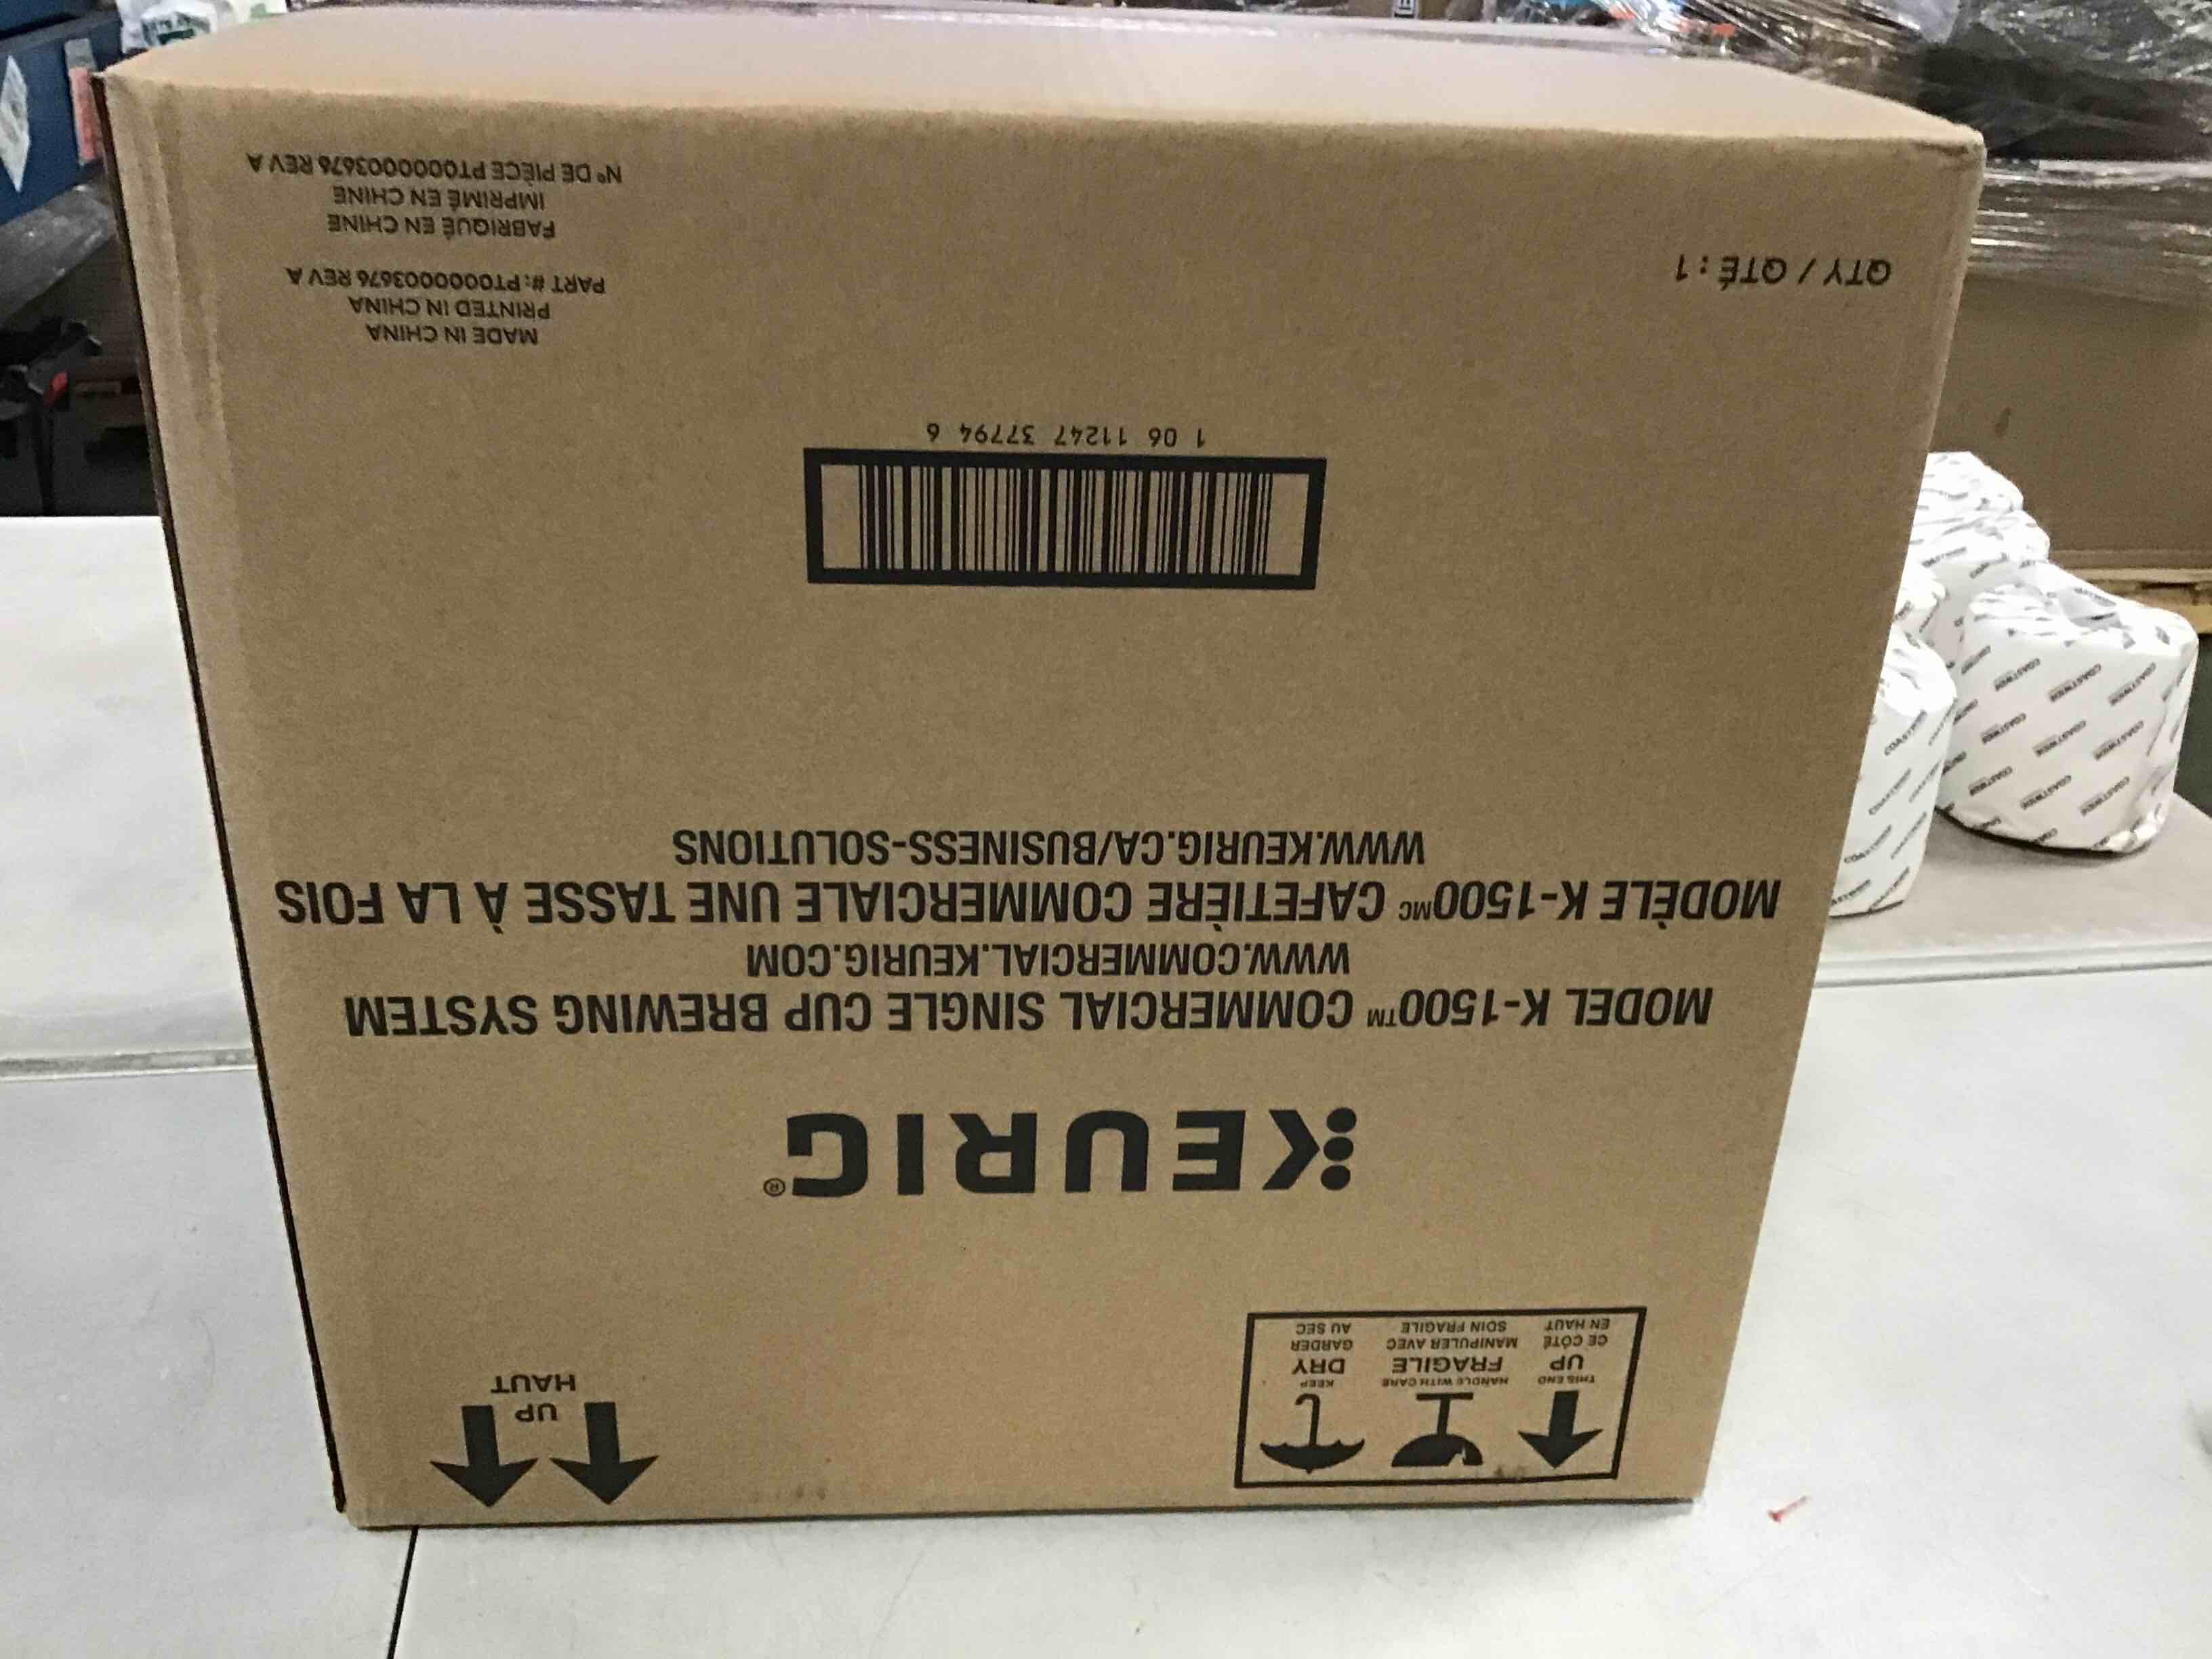 THIS END
UP
CE CÔTÉ
EN HAUT
HANDLE WITH CARE
FRAGILE
MANIPULER AVEC
SOIN FRAGILE
KEEP
DRY
GARDER
AU SEC
UP
HAUT
KEURIG®
MODEL K-1500™ COMMERCIAL SINGLE CUP BREWING SYSTEM
WWW.COMMERCIAL.KEURIG.COM
MODÈLE K-1500MC CAFETIÈRE COMMERCIALE UNE TASSE À LA FOIS
WWW.KEURIG.CA/BUSINESS-SOLUTIONS
1 06 11247 37794 6
QTY / QTÉ : 1
MADE IN CHINA
PRINTED IN CHINA
PART #: PT0000003676 REV A
FABRIQUÉ EN CHINE
IMPRIMÉ EN CHINE
N° DE PIÈCE PT0000003676 REV A
COASTWIDE